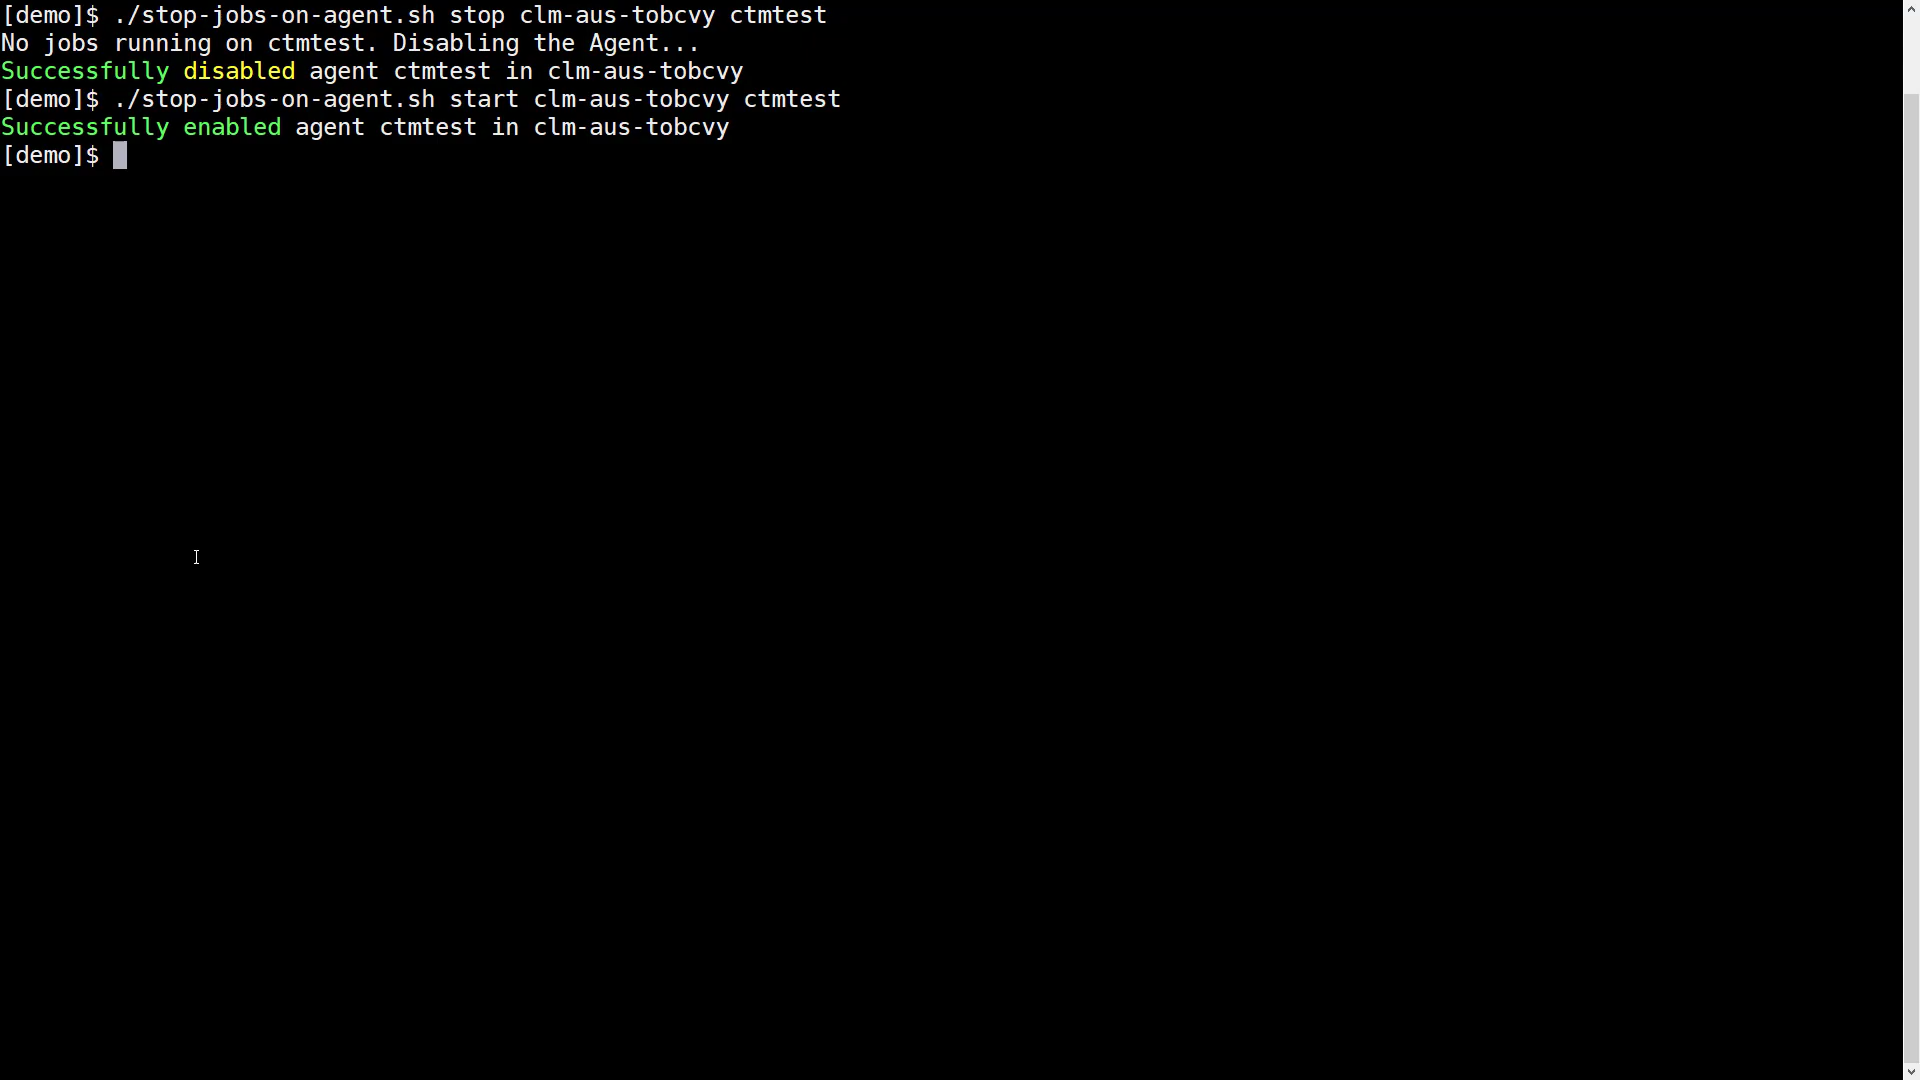 [demo]$ ./stop-jobs-on-agent.sh stop clm-aus-tobcvy ctmtest
No jobs running on ctmtest. Disabling the Agent...
Successfully disabled agent ctmtest in clm-aus-tobcvy
[demo]$ ./stop-jobs-on-agent.sh start clm-aus-tobcvy ctmtest
Successfully enabled agent ctmtest in clm-aus-tobcvy
[demo]$